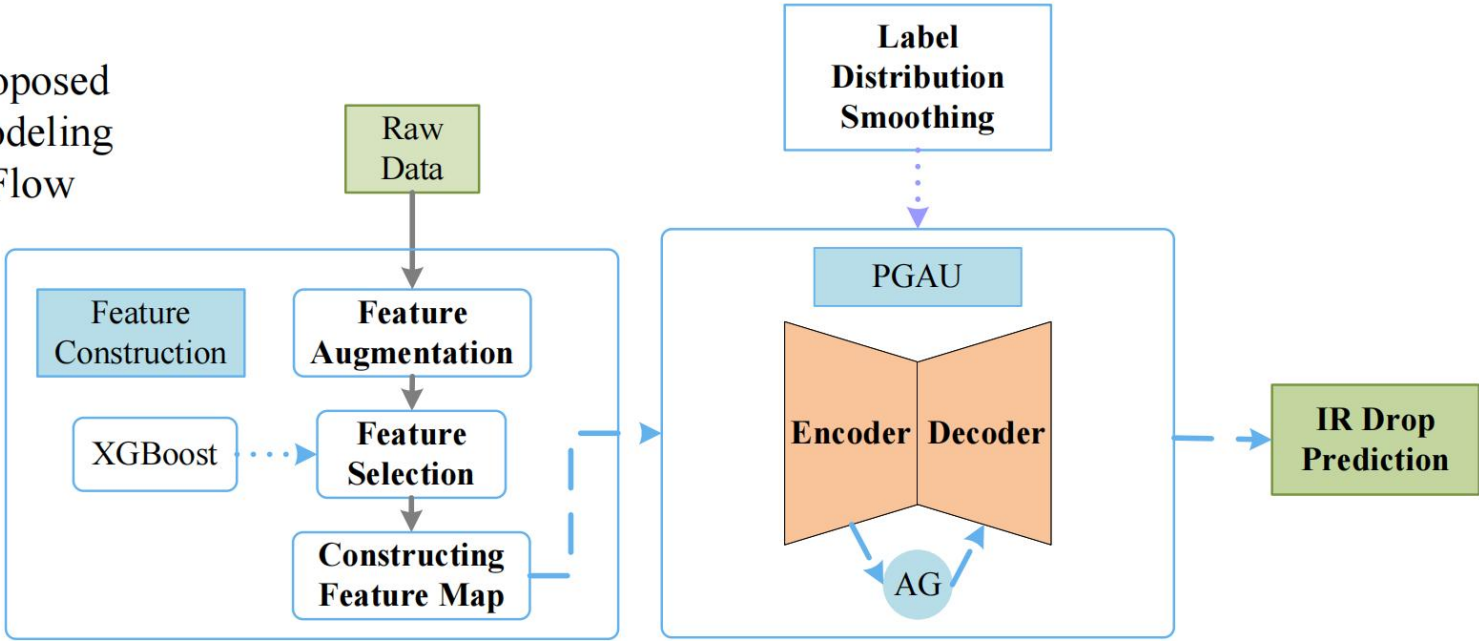 oposed
odeling
Flow
Raw
Data
Label
Distribution
Smoothing
Feature
Construction
Feature
Augmentation
XGBoost
Feature
Selection
Constructing
Feature Map
PGAU
Encoder
Decoder
AG
IR Drop
Prediction